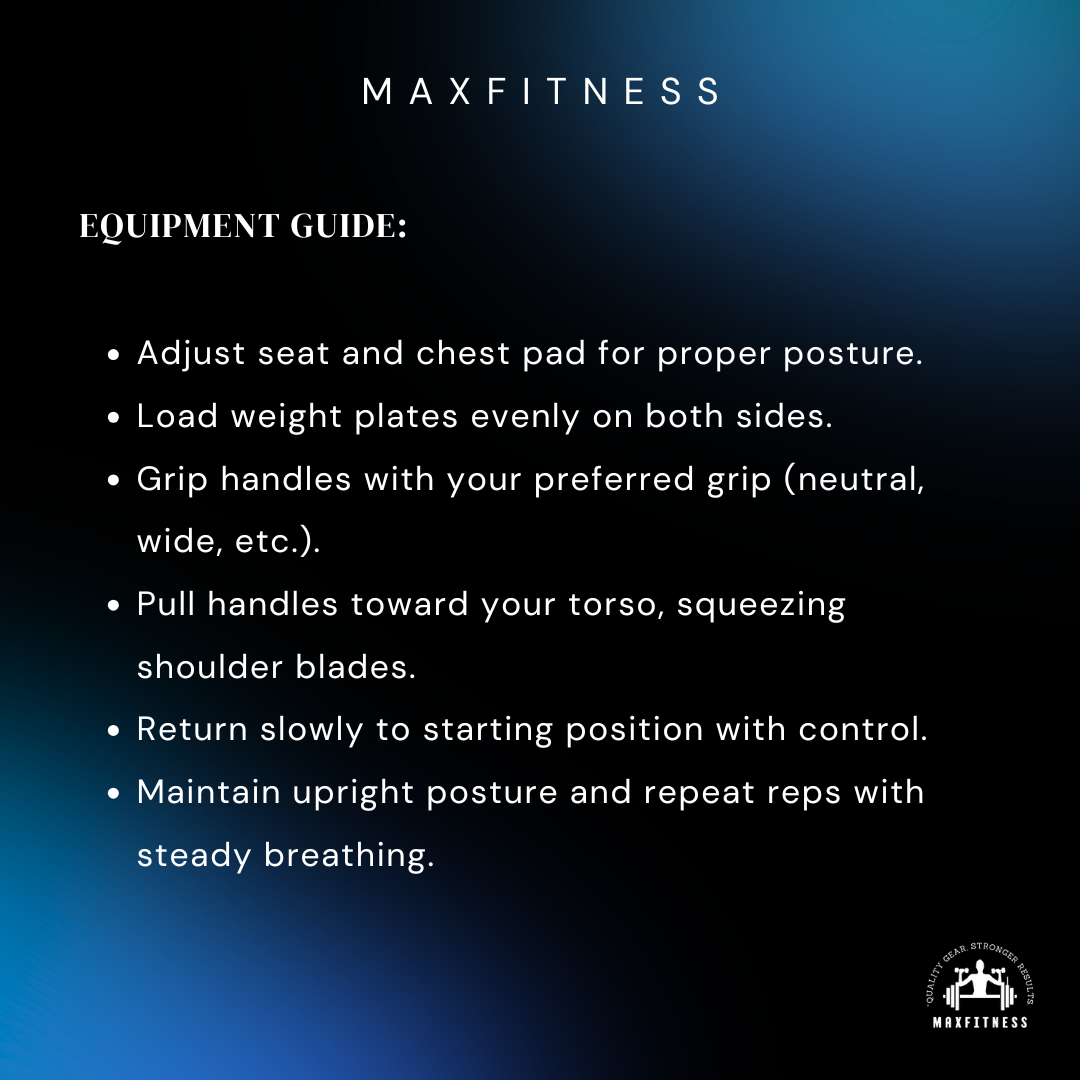 MAXFITNESS
EQUIPMENT GUIDE:
• Adjust seat and chest pad for proper posture.
• Load weight plates evenly on both sides.
• Grip handles with your preferred grip (neutral,
wide, etc.).
• Pull handles toward your torso, squeezing
shoulder blades.
• Return slowly to starting position with control.
• Maintain upright posture and repeat reps with
steady breathing.
"QUALITY GEAR. STRONGER RESULTS.
MAXFITNESS